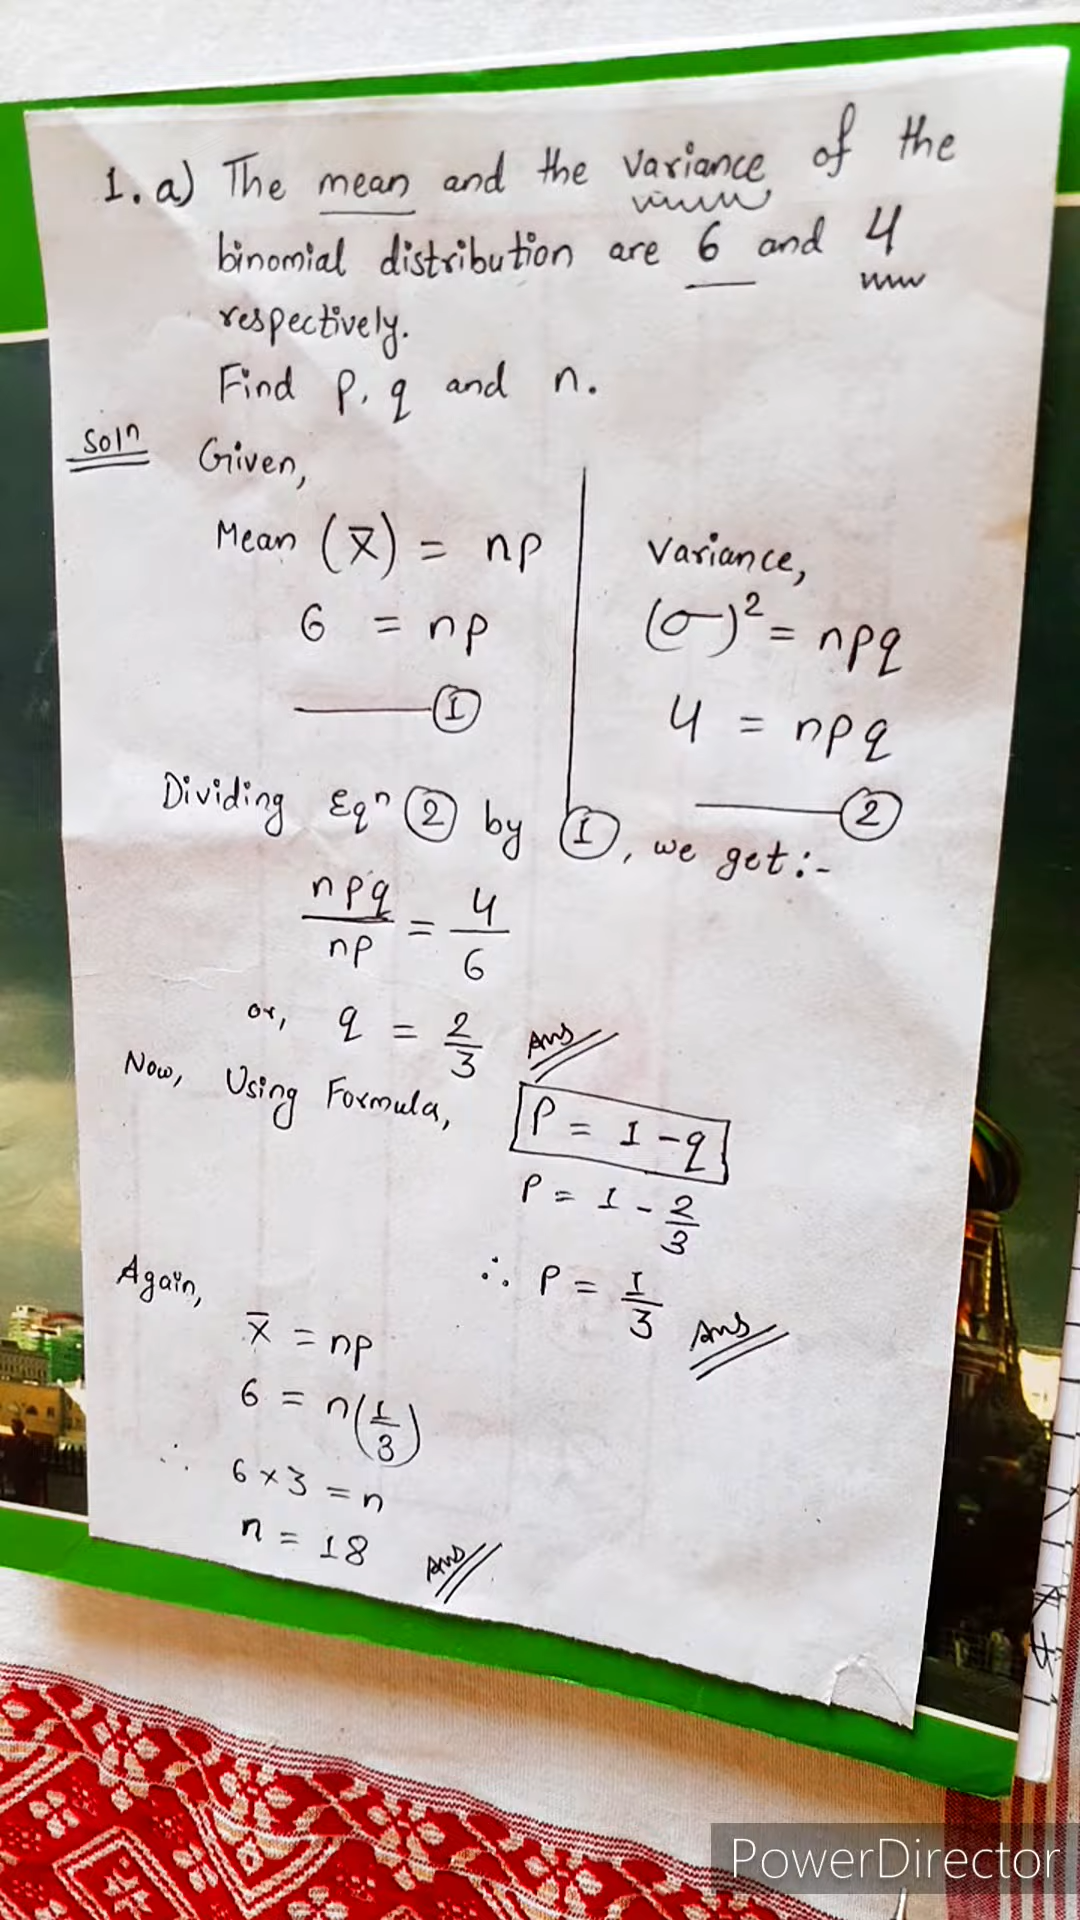 1. a) The mean and the variance of the
binomial distribution are 6 and 4
respectively.
Find p, q and n.
Solⁿ Given,
Mean (x̄) = np
6 = np
——— ①
Variance,
(σ)² = npq
4 = npq
——— ②
Dividing Eqⁿ ② by ①, we get:-
npq/np = 4/6
or, q = 2/3 Ans
Now, Using Formula, P = 1 - q
P = 1 - 2/3
∴ P = 1/3 Ans
Again,
x̄ = np
6 = n(1/3)
∴ 6 × 3 = n
n = 18 Ans
PowerDirector